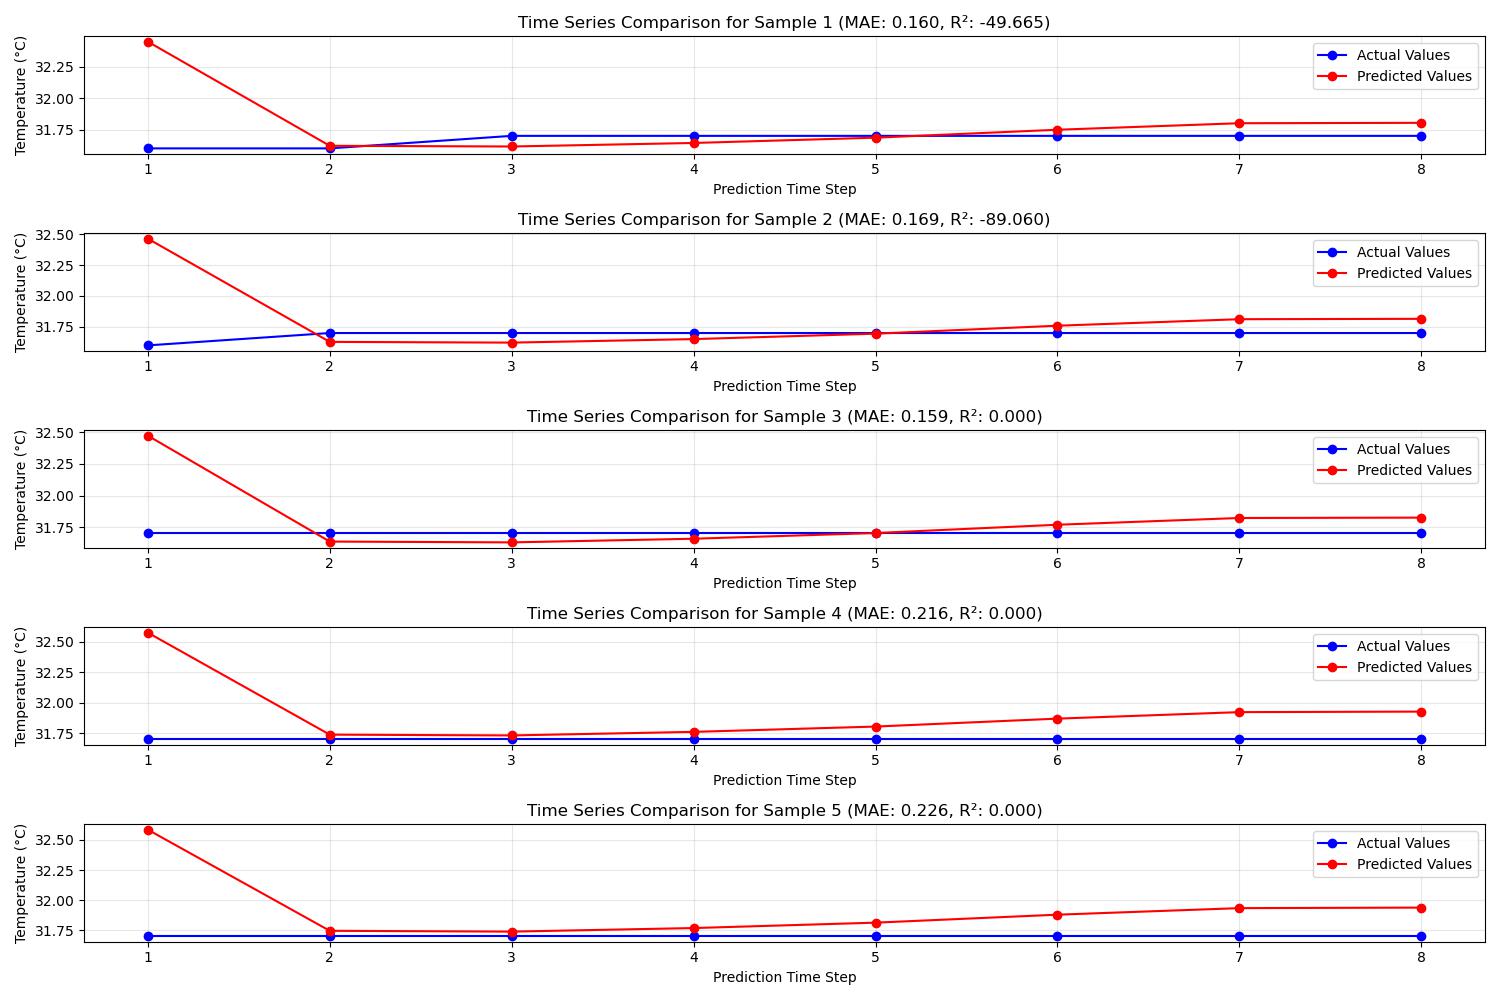 Time Series Comparison for Sample 1 (MAE: 0.160, R²: -49.665)
Temperature (°C)
32.25
32.00
31.75
Actual Values
Predicted Values
1 2 3 4 5 6 7 8
Prediction Time Step
Time Series Comparison for Sample 2 (MAE: 0.169, R²: -89.060)
Temperature (°C)
32.50
32.25
32.00
31.75
Actual Values
Predicted Values
1 2 3 4 5 6 7 8
Prediction Time Step
Time Series Comparison for Sample 3 (MAE: 0.159, R²: 0.000)
Temperature (°C)
32.50
32.25
32.00
31.75
Actual Values
Predicted Values
1 2 3 4 5 6 7 8
Prediction Time Step
Time Series Comparison for Sample 4 (MAE: 0.216, R²: 0.000)
Temperature (°C)
32.50
32.25
32.00
31.75
Actual Values
Predicted Values
1 2 3 4 5 6 7 8
Prediction Time Step
Time Series Comparison for Sample 5 (MAE: 0.226, R²: 0.000)
Temperature (°C)
32.50
32.25
32.00
31.75
Actual Values
Predicted Values
1 2 3 4 5 6 7 8
Prediction Time Step